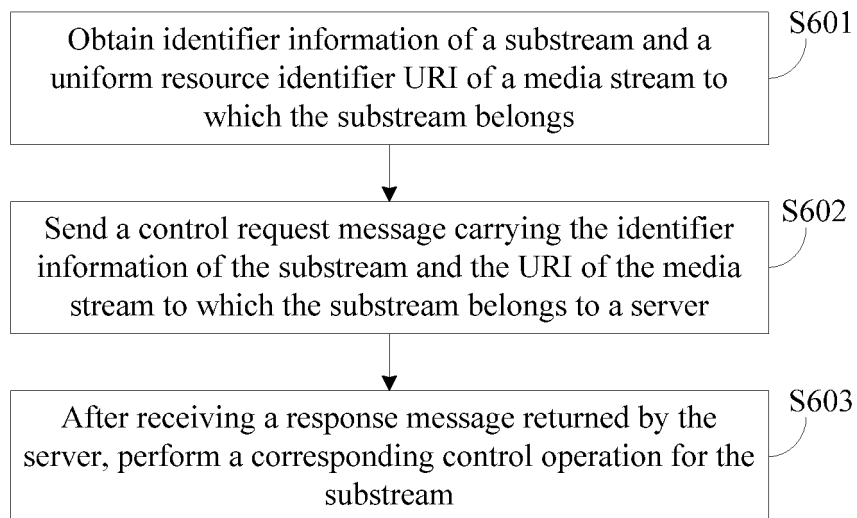 S601
Obtain identifier information of a substream and a
uniform resource identifier URI of a media stream to
which the substream belongs
S602
Send a control request message carrying the identifier
information of the substream and the URI of the media
stream to which the substream belongs to a server
S603
After receiving a response message returned by the
server, perform a corresponding control operation for the
substream